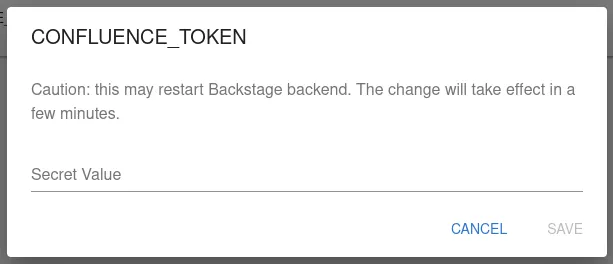 CONFLUENCE_TOKEN
Caution: this may restart Backstage backend. The change will take effect in a
few minutes.
Secret Value
CANCEL
SAVE